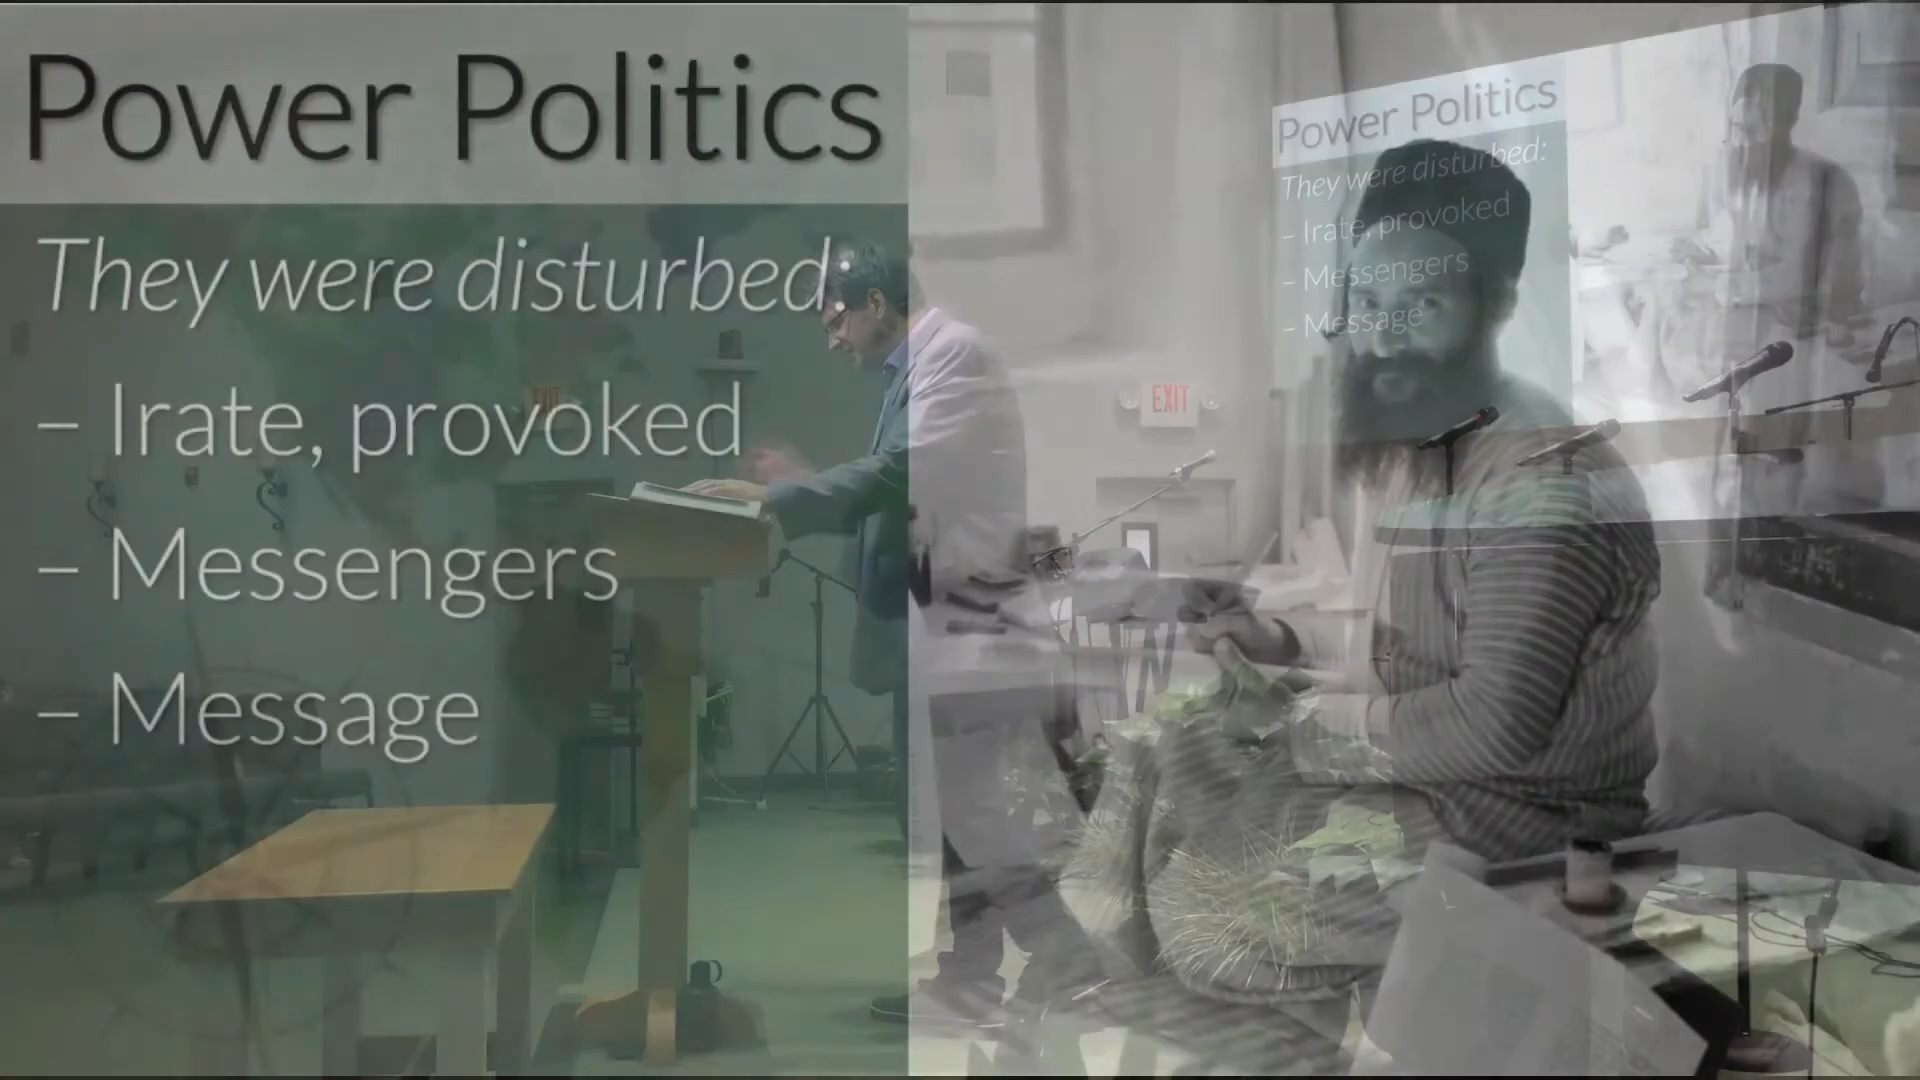 Power Politics
They were disturbed:
– Irate, provoked
– Messengers
– Message
Power Politics
They were disturbed:
– Irate, provoked
– Messengers
– Message
EXIT
EXIT